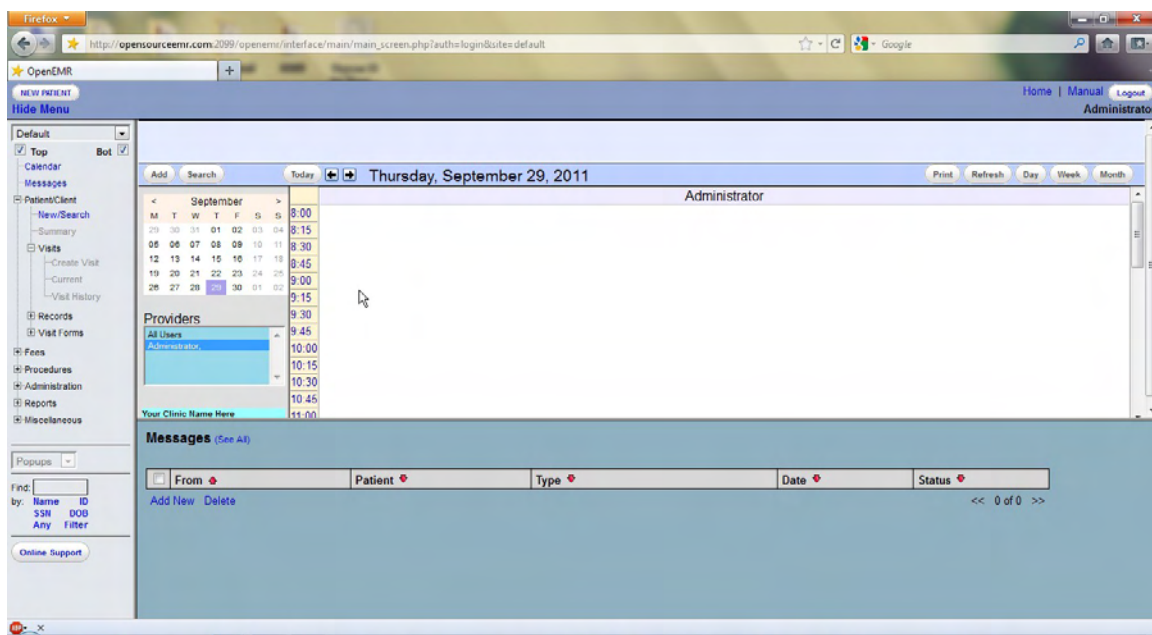 Firefox
http://opensourceemr.com:2099/openemr/interface/main/main_screen.php?auth=login&site=default
Google
OpenEMR
NEW PATIENT
Home | Manual Logout
Hide Menu
Administrato
Default
Top Bot
Calendar
Messages
Patient/Client
New/Search
Summary
Visits
Create Visit
Current
Visit History
Records
Visit Forms
Fees
Procedures
Administration
Reports
Miscellaneous
Popups
Find:
by: Name ID
SSN DOB
Any Filter
Online Support
Add Search Today Thursday, September 29, 2011 Print Refresh Day Week Month
Administrator
< September >
M T W T F S S
29 30 31 01 02 03 04
05 06 07 08 09 10 11
12 13 14 15 16 17 18
19 20 21 22 23 24 25
26 27 28 29 30 01 02
Providers
All Users
Administrator,
Your Clinic Name Here
8:00
8:15
8:30
8:45
9:00
9:15
9:30
9:45
10:00
10:15
10:30
10:45
11:00
Messages (See All)
From Patient Type Date Status
Add New Delete << 0 of 0 >>